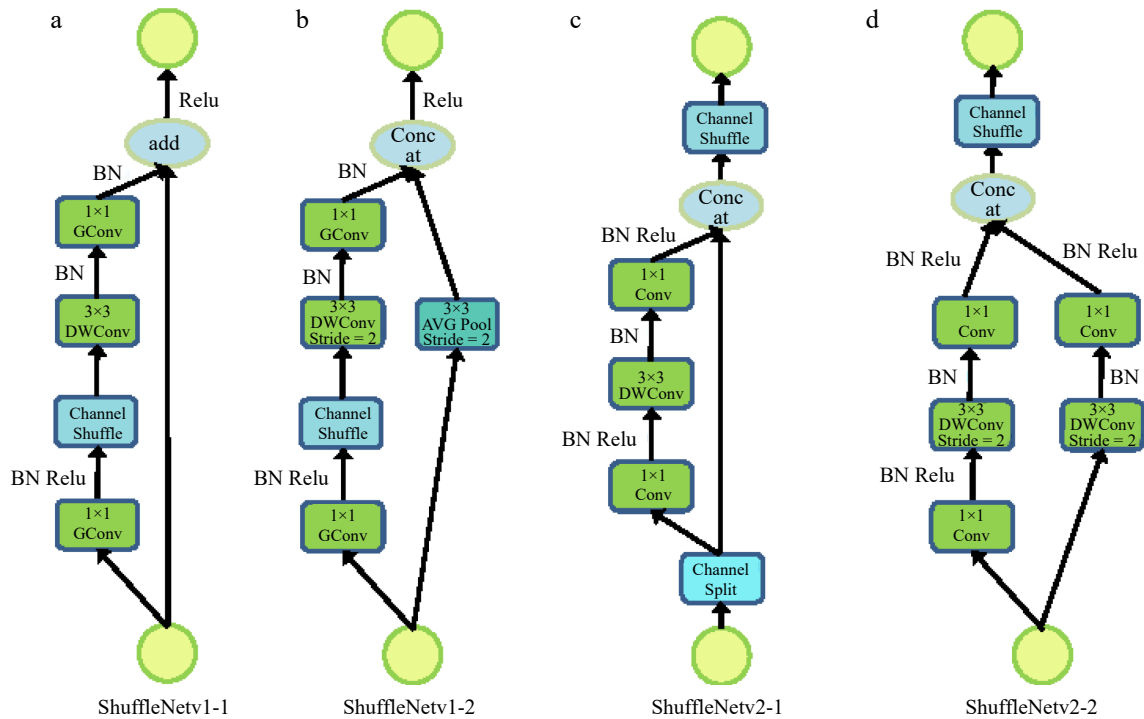 a
Relu
add
BN
1×1
GConv
BN
3×3
DWConv
Channel
Shuffle
BN Relu
1×1
GConv
ShuffleNetv1-1
b
Relu
Conc
at
BN
1×1
GConv
BN
3×3
DWConv
Stride = 2
3×3
AVG Pool
Stride = 2
Channel
Shuffle
BN Relu
1×1
GConv
ShuffleNetv1-2
c
Channel
Shuffle
Conc
at
BN Relu
1×1
Conv
BN
3×3
DWConv
BN Relu
1×1
Conv
Channel
Split
ShuffleNetv2-1
d
Channel
Shuffle
Conc
at
BN Relu
BN Relu
1×1
Conv
1×1
Conv
BN
BN
3×3
DWConv
Stride = 2
3×3
DWConv
Stride = 2
BN Relu
1×1
Conv
ShuffleNetv2-2